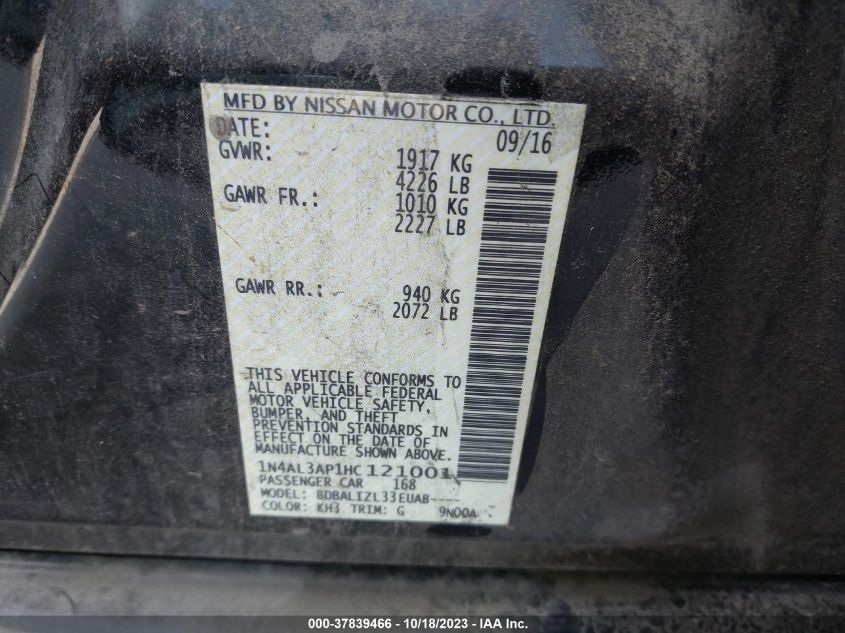 MFD BY NISSAN MOTOR CO., LTD.
DATE: 09/16
GVWR: 1917 KG
4226 LB
GAWR FR.: 1010 KG
2227 LB
GAWR RR.: 940 KG
2072 LB
THIS VEHICLE CONFORMS TO
ALL APPLICABLE FEDERAL
MOTOR VEHICLE SAFETY,
BUMPER, AND THEFT
PREVENTION STANDARDS IN
EFFECT ON THE DATE OF
MANUFACTURE SHOWN ABOVE.
1N4AL3AP1HC121001
PASSENGER CAR 168
MODEL: BDBALIZL33EUAB----
COLOR: KH3 TRIM: G 9N00A
000-37839466 - 10/18/2023 - IAA Inc.